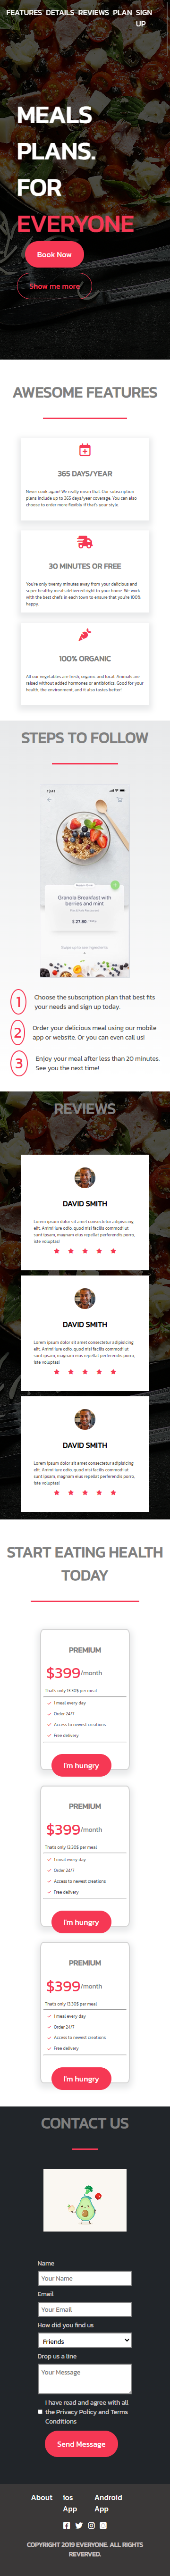 FEATURES DETAILS REVIEWS PLAN SIGN UP
MEALS
PLANS.
FOR
EVERYONE
Book Now
Show me more
AWESOME FEATURES
365 DAYS/YEAR
Never cook again! We really mean that. Our subscription
plans include up to 365 days/year coverage. You can also
choose to order more flexibly if that's your style.
30 MINUTES OR FREE
You're only twenty minutes away from your delicious and
super healthy meals delivered right to your home. We work
with the best chefs in each town to ensure that you're 100%
happy.
100% ORGANIC
All our vegetables are fresh, organic and local. Animals are
raised without added hormones or antibiotics. Good for your
health, the environment, and it also tastes better!
STEPS TO FOLLOW
Granola Breakfast with
berries and mint
$ 27.80
Swipe to see Ingredients
1 Choose the subscription plan that best fits
your needs and sign up today.
2 Order your delicious meal using our mobile
app or website. Or you can even call us!
3 Enjoy your meal after less than 20 minutes.
See you the next time!
REVIEWS
DAVID SMITH
Lorem ipsum dolor sit amet consectetur adipisicing
elit. Animi iure odio, quod nisi facilis commodi ut
sunt ipsam, magnam eius repellat perferendis porro,
iste voluptas!
DAVID SMITH
Lorem ipsum dolor sit amet consectetur adipisicing
elit. Animi iure odio, quod nisi facilis commodi ut
sunt ipsam, magnam eius repellat perferendis porro,
iste voluptas!
DAVID SMITH
Lorem ipsum dolor sit amet consectetur adipisicing
elit. Animi iure odio, quod nisi facilis commodi ut
sunt ipsam, magnam eius repellat perferendis porro,
iste voluptas!
START EATING HEALTH
TODAY
PREMIUM
$399/month
That's only 13.30$ per meal
1 meal every day
Order 24/7
Access to newest creations
Free delivery
I'm hungry
PREMIUM
$399/month
That's only 13.30$ per meal
1 meal every day
Order 24/7
Access to newest creations
Free delivery
I'm hungry
PREMIUM
$399/month
That's only 13.30$ per meal
1 meal every day
Order 24/7
Access to newest creations
Free delivery
I'm hungry
CONTACT US
Name
Your Name
Email
Your Email
How did you find us
Friends
Drop us a line
Your Message
I have read and agree with all
the Privacy Policy and Terms
Conditions
Send Message
About ios App Android App
COPYRIGHT 2019 EVERYONE. ALL RIGHTS
RESERVED.